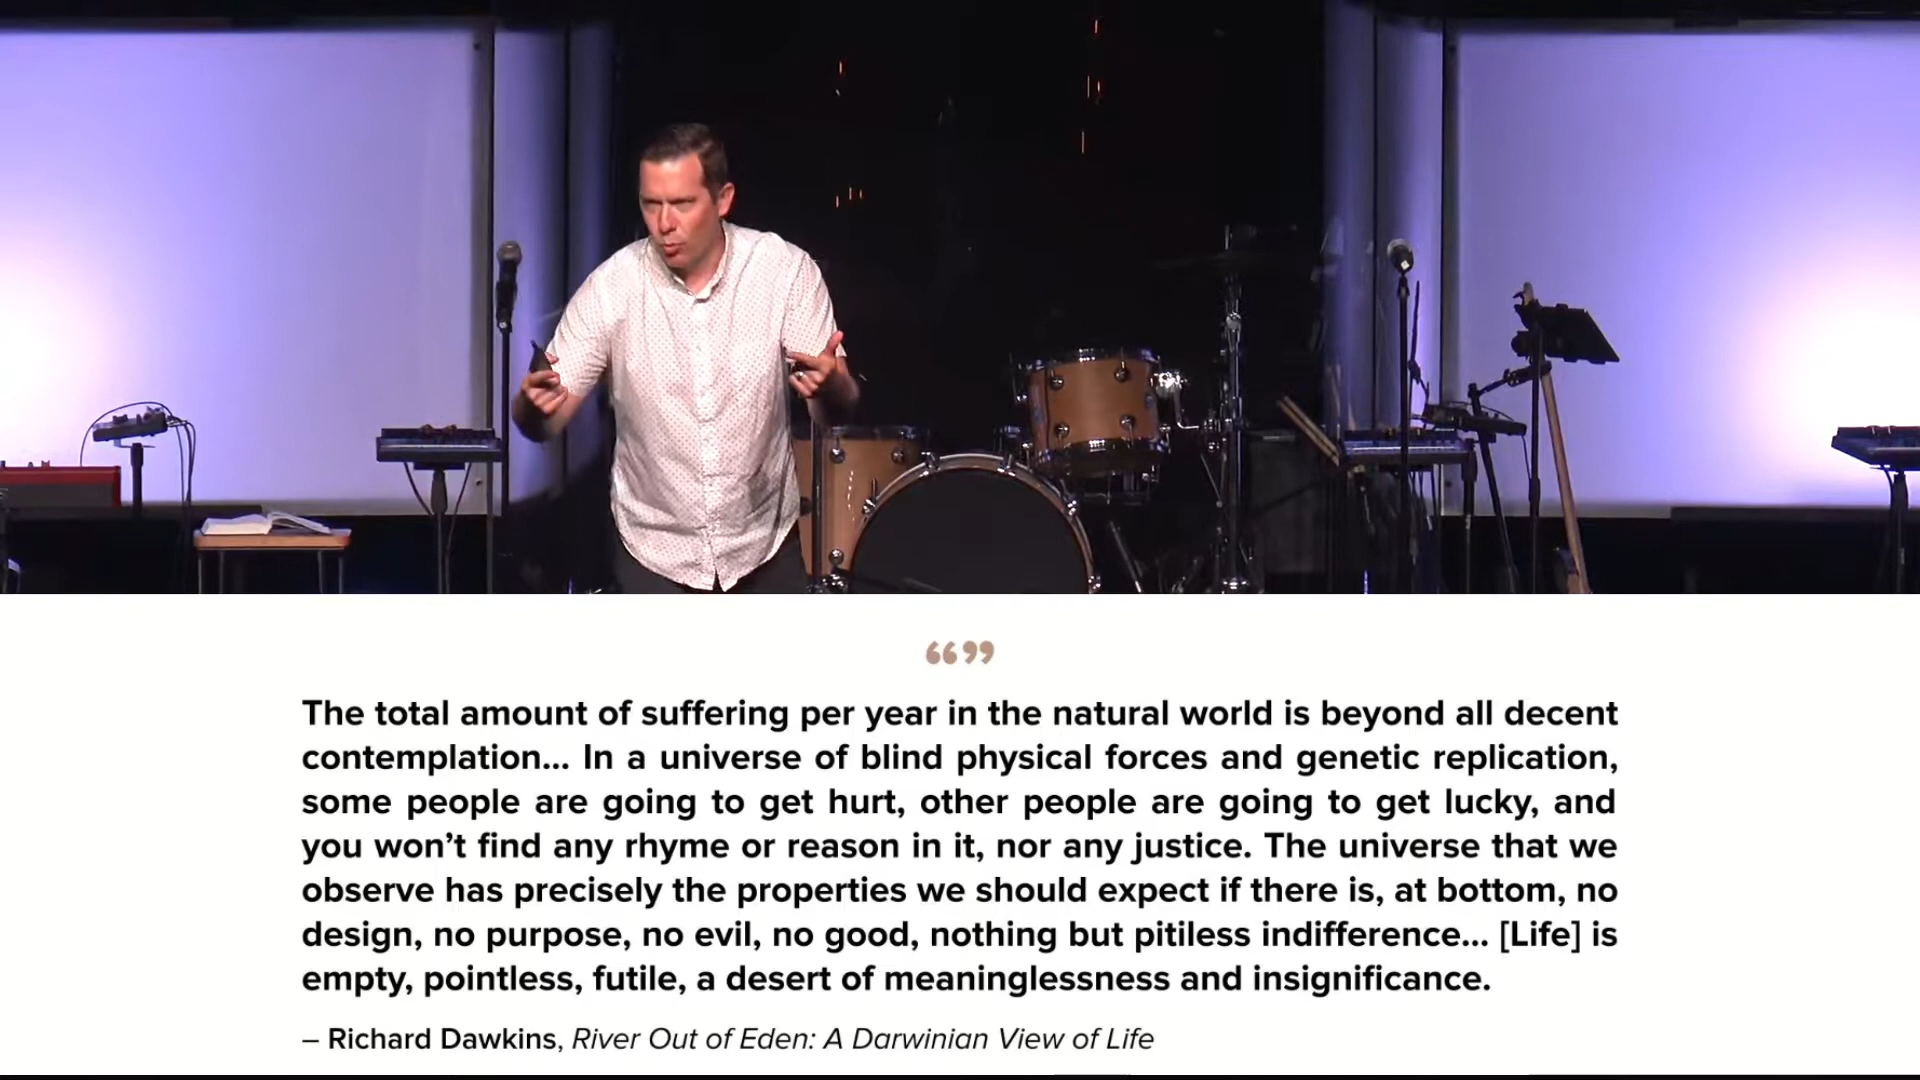 “”
The total amount of suffering per year in the natural world is beyond all decent
contemplation... In a universe of blind physical forces and genetic replication,
some people are going to get hurt, other people are going to get lucky, and
you won’t find any rhyme or reason in it, nor any justice. The universe that we
observe has precisely the properties we should expect if there is, at bottom, no
design, no purpose, no evil, no good, nothing but pitiless indifference... [Life] is
empty, pointless, futile, a desert of meaninglessness and insignificance.
– Richard Dawkins, River Out of Eden: A Darwinian View of Life